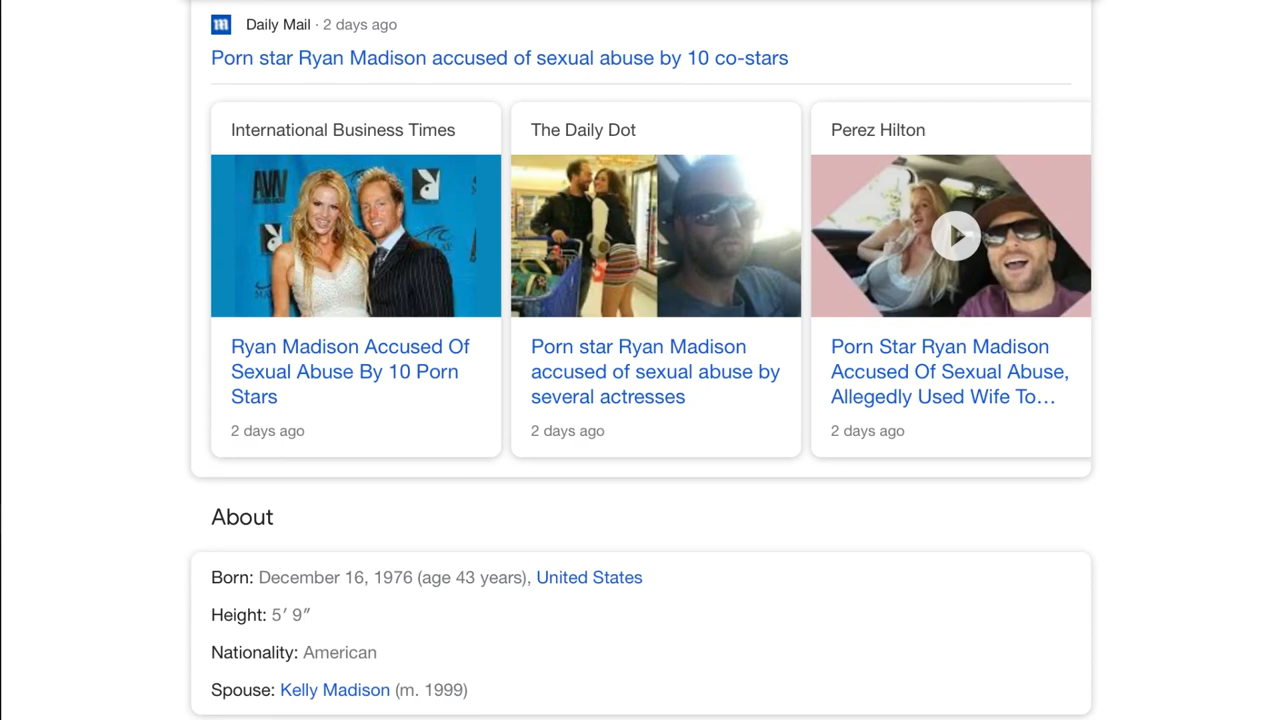 Daily Mail · 2 days ago
Porn star Ryan Madison accused of sexual abuse by 10 co-stars
International Business Times
AVN
Ryan Madison Accused Of
Sexual Abuse By 10 Porn
Stars
2 days ago
The Daily Dot
Porn star Ryan Madison
accused of sexual abuse by
several actresses
2 days ago
Perez Hilton
Porn Star Ryan Madison
Accused Of Sexual Abuse,
Allegedly Used Wife To…
2 days ago
About
Born: December 16, 1976 (age 43 years), United States
Height: 5′ 9″
Nationality: American
Spouse: Kelly Madison (m. 1999)